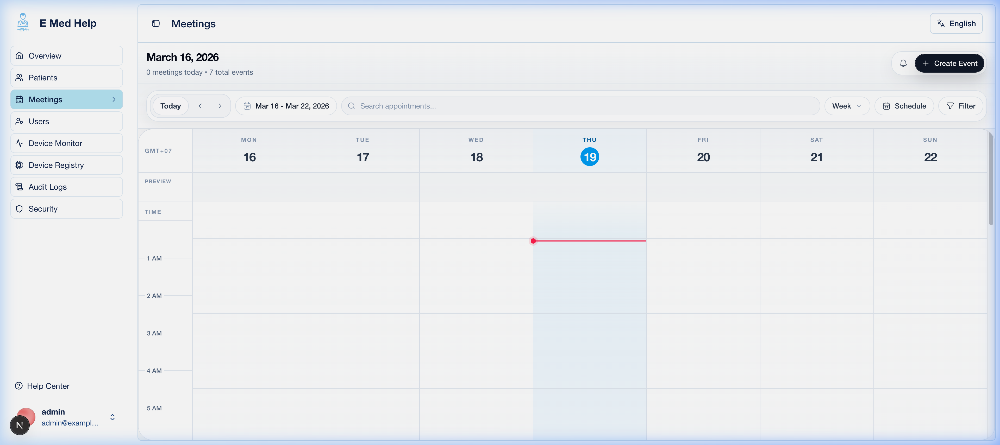 E Med Help
Overview
Patients
Meetings
Users
Device Monitor
Device Registry
Audit Logs
Security
Help Center
admin
admin@exampl...
N
Meetings
English
March 16, 2026
0 meetings today • 7 total events
Create Event
Today
17 Mar 16 - Mar 22, 2026
Search appointments...
Week
17 Schedule
Filter
GMT+07
MON TUE WED THU FRI SAT SUN
16 17 18 19 20 21 22
PREVIEW
TIME
1 AM
2 AM
3 AM
4 AM
5 AM